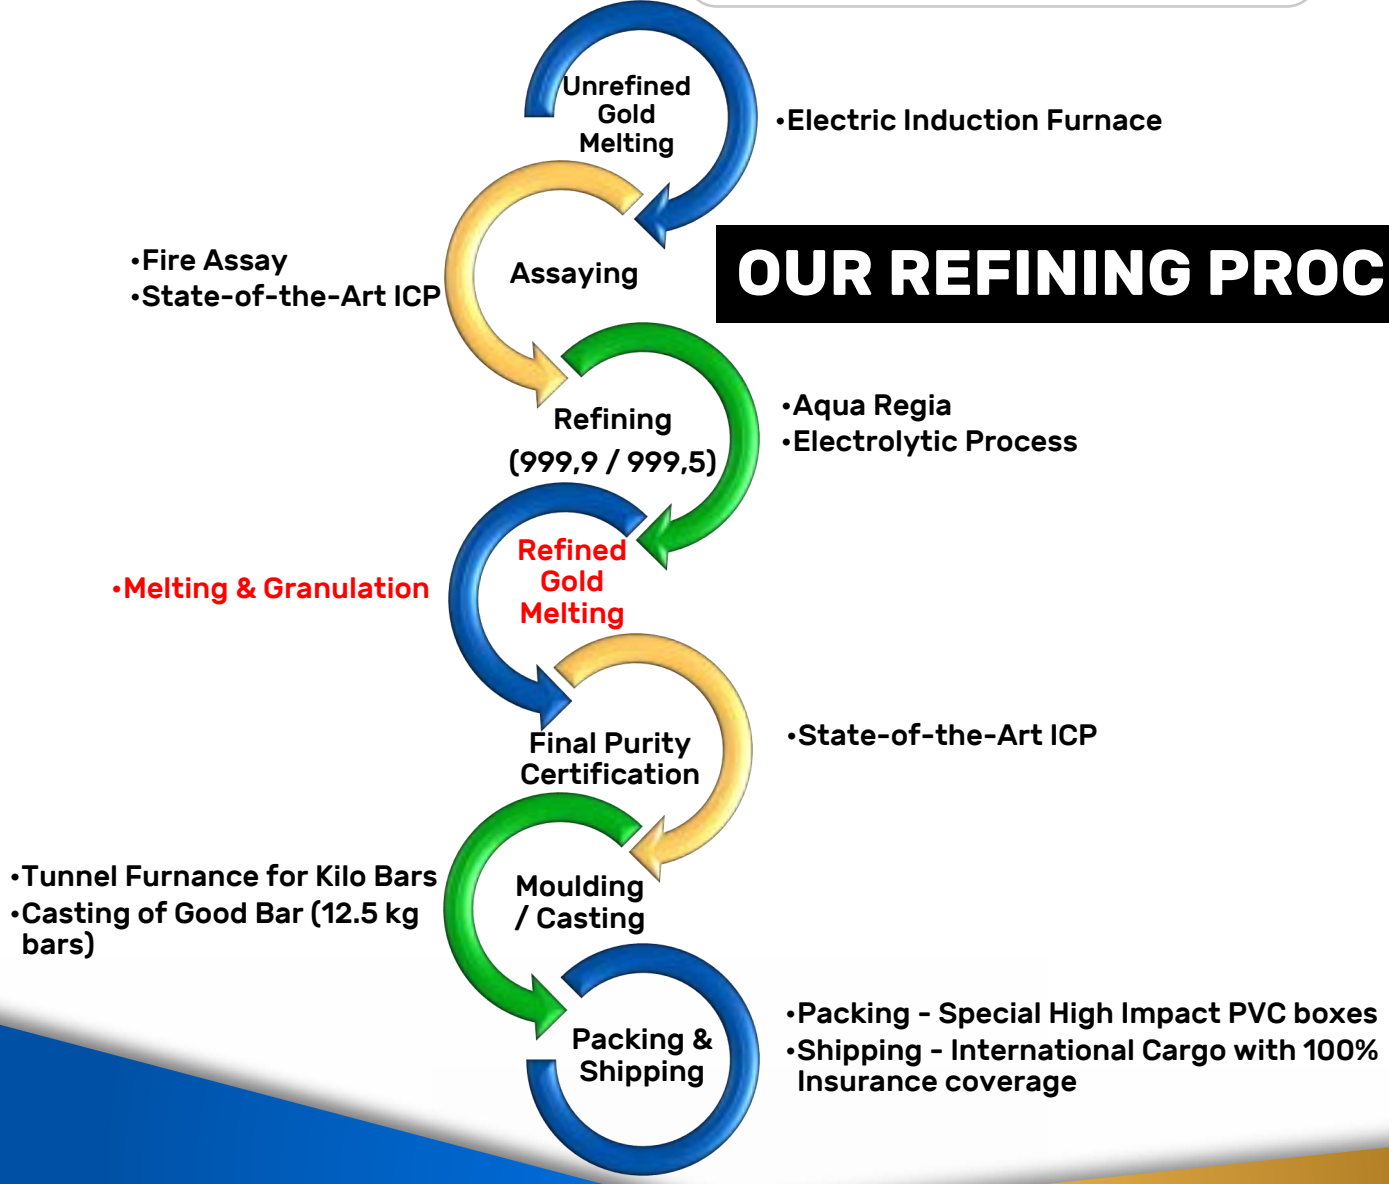 Unrefined
Gold
Melting
•Electric Induction Furnace
•Fire Assay
•State-of-the-Art ICP
Assaying
OUR REFINING PROC
Refining
(999,9 / 999,5)
•Aqua Regia
•Electrolytic Process
•Melting & Granulation
Refined
Gold
Melting
Final Purity
Certification
•State-of-the-Art ICP
•Tunnel Furnance for Kilo Bars
•Casting of Good Bar (12.5 kg
bars)
Moulding
/ Casting
Packing &
Shipping
•Packing - Special High Impact PVC boxes
•Shipping - International Cargo with 100%
Insurance coverage